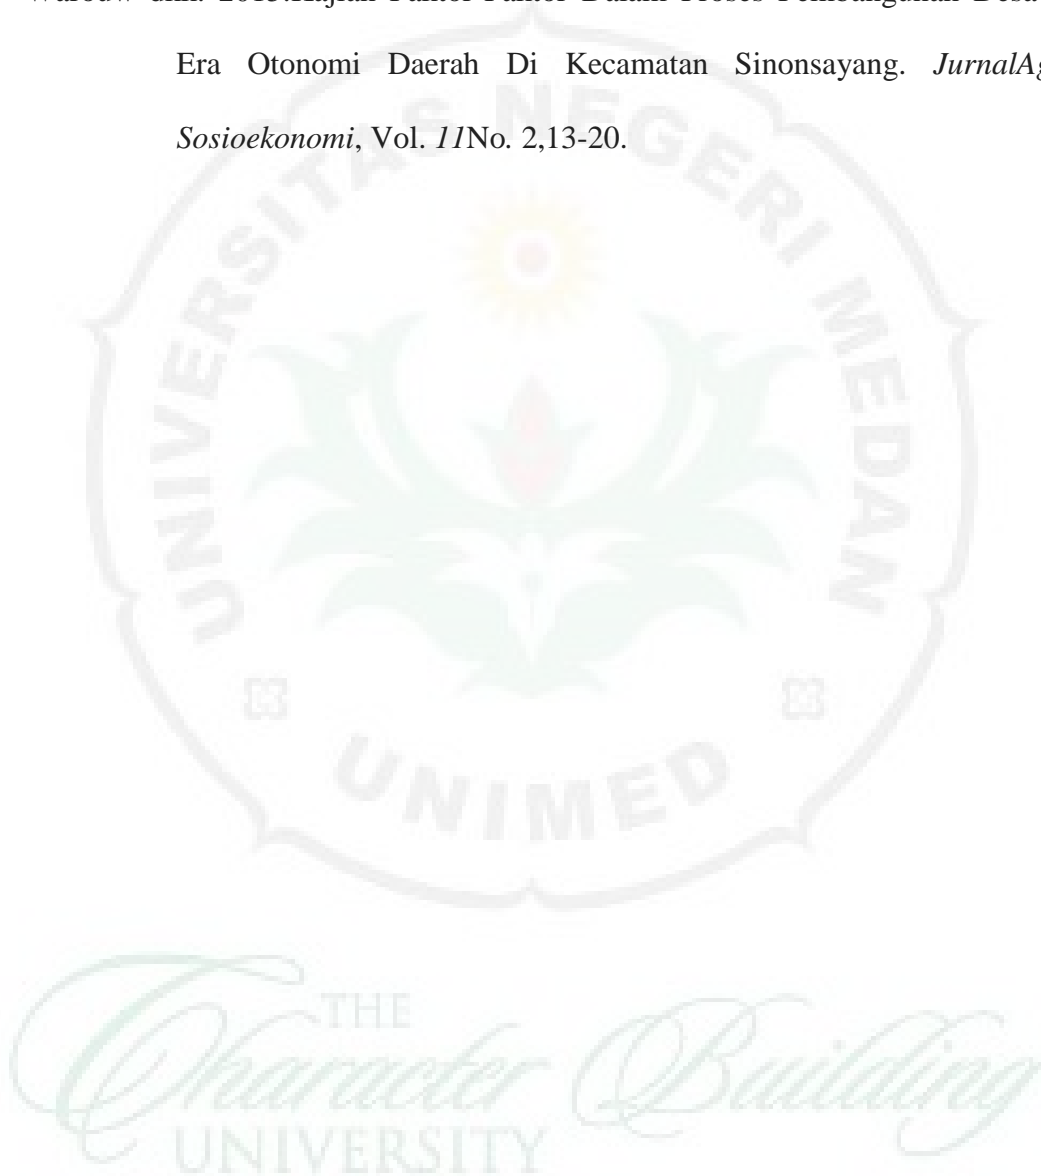 Era Otonomi Daerah Di Kecamatan Sinonsayang. JurnalAg
Sosioekonomi, Vol. 11No. 2,13-20.
UNIVERSITAS NEGERI MEDAN
UNIMED
THE
Character Building
UNIVERSITY